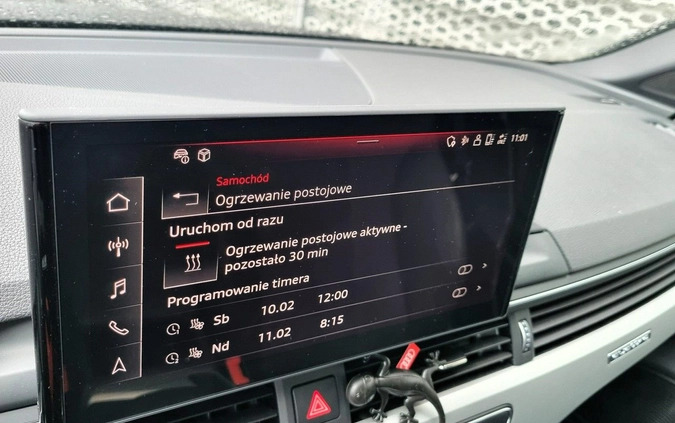 11:01
Samochód
Ogrzewanie postojowe
Uruchom od razu
Ogrzewanie postojowe aktywne -
pozostało 30 min
Programowanie timera
Sb 10.02 12:00
Nd 11.02 8:15